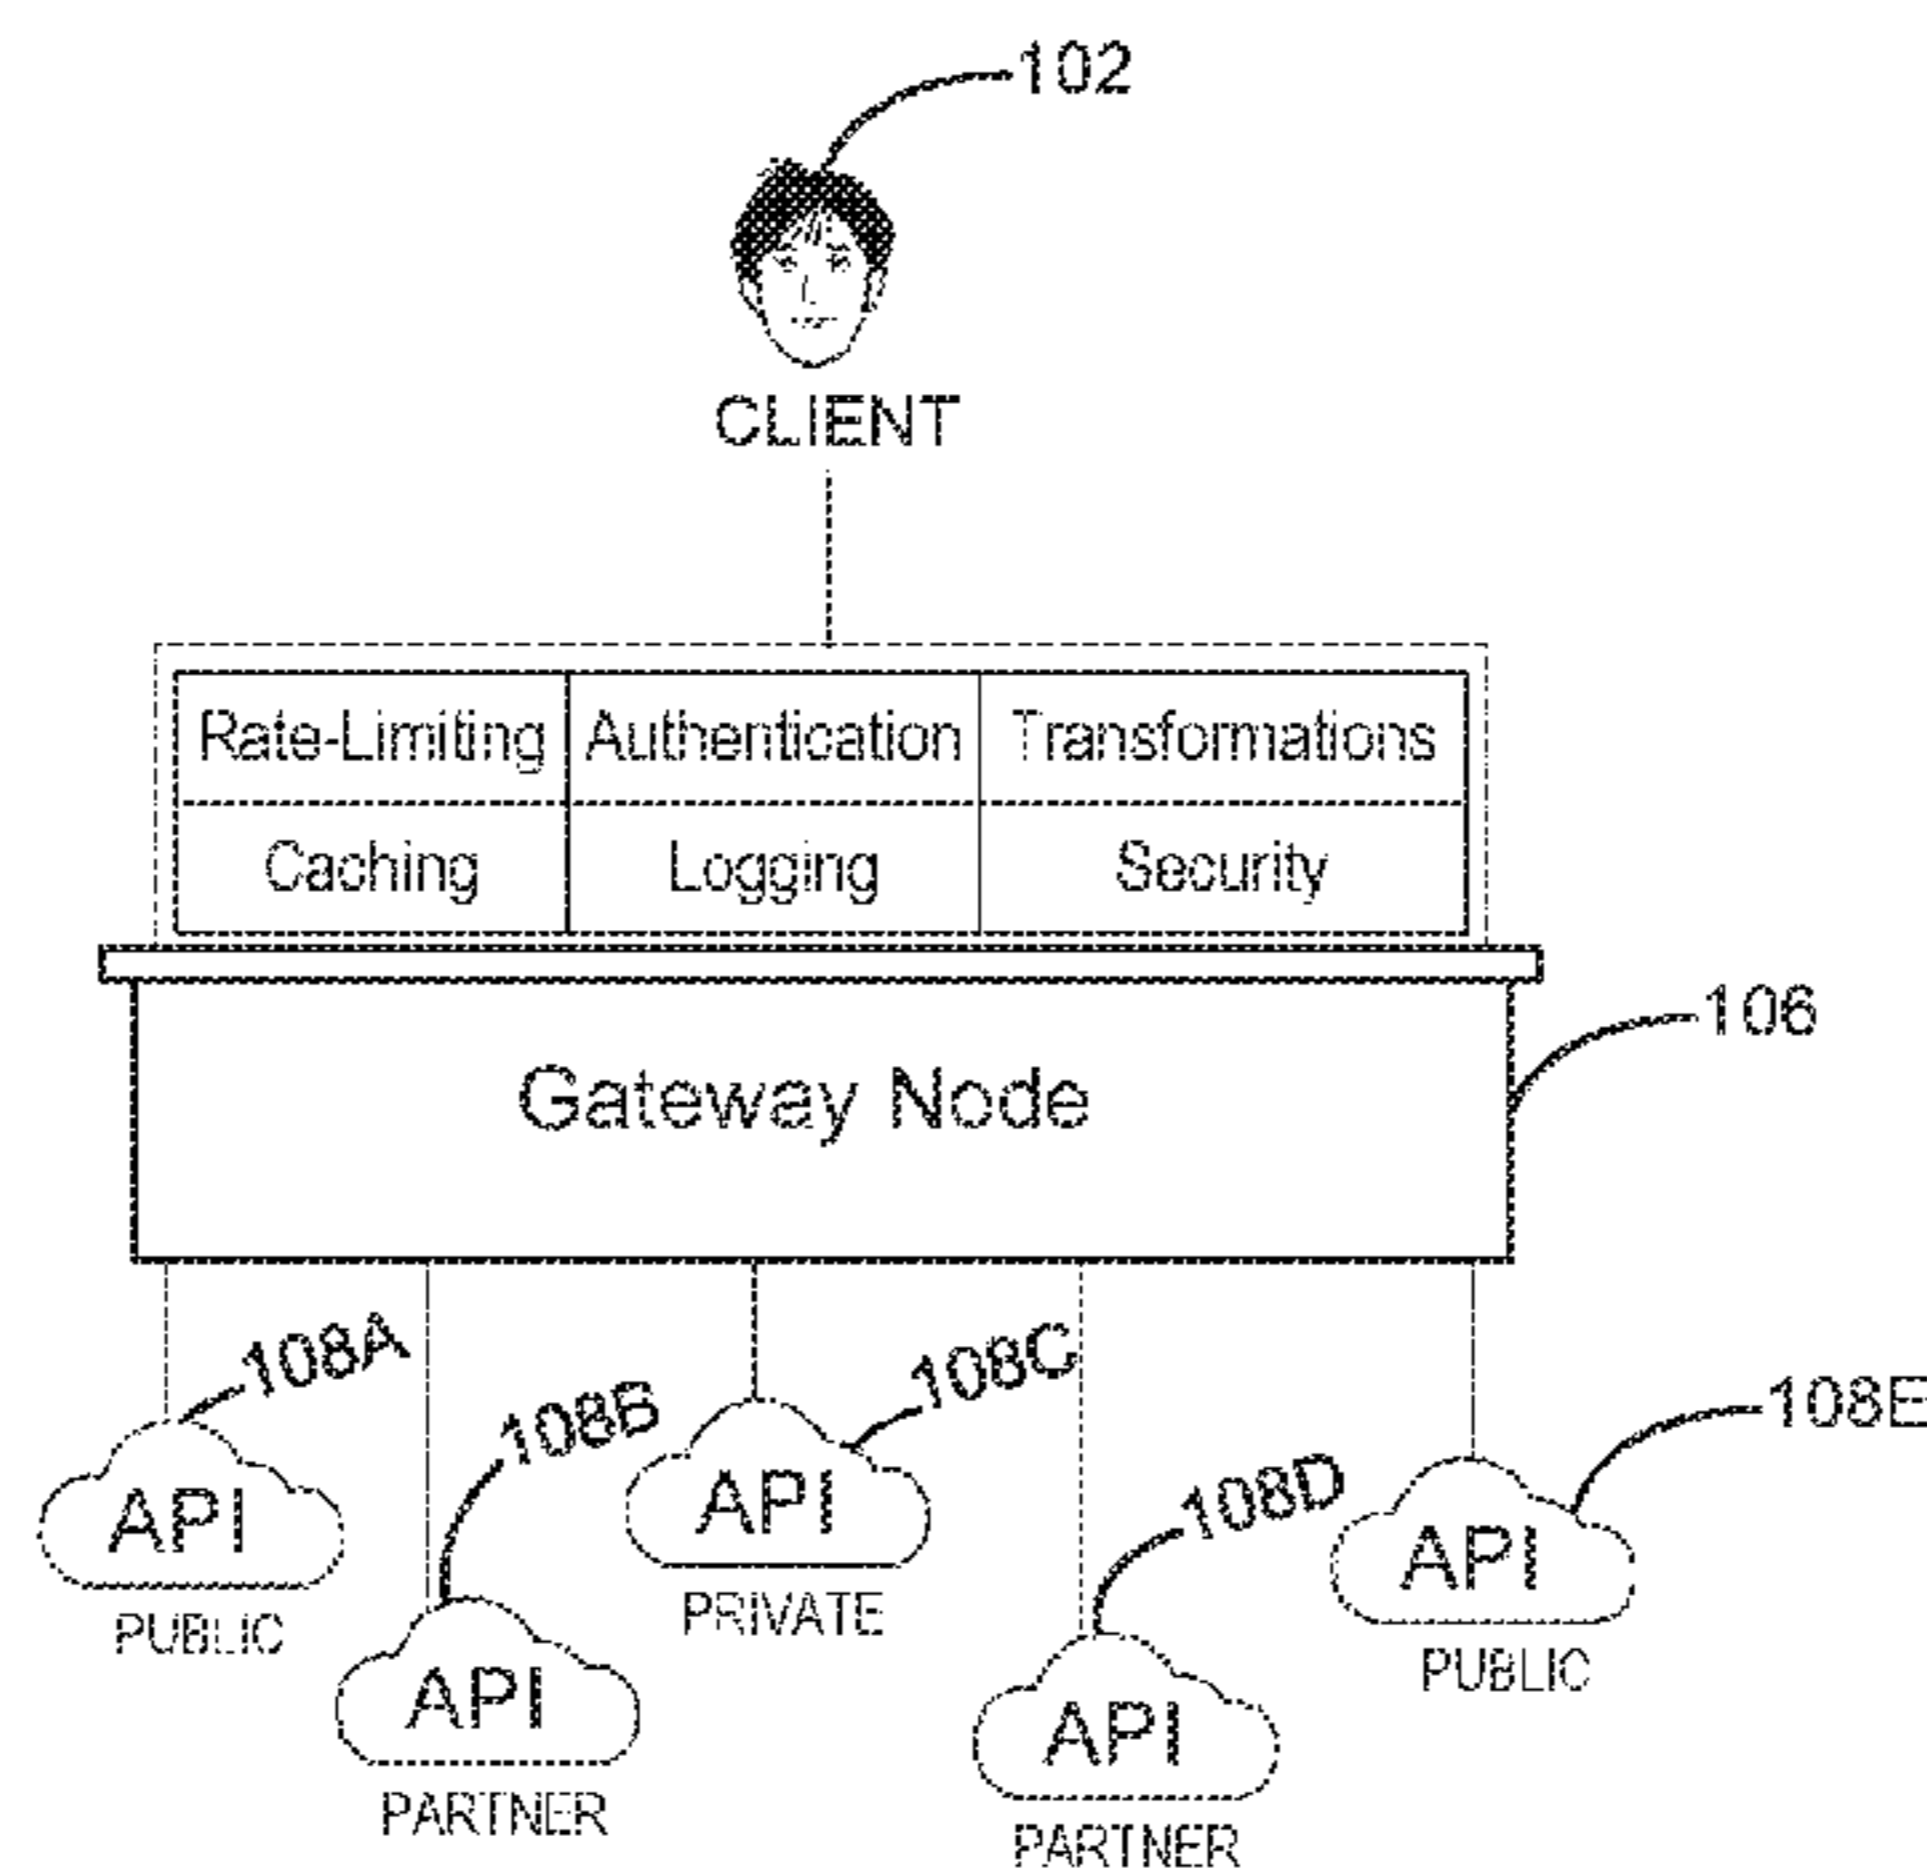 102
CLIENT
Rate-Limiting Authentication Transformations
Caching Logging Security
106
Gateway Node
108A
108B
108C
108D
108E
API
PUBLIC
API
PARTNER
API
PRIVATE
API
PARTNER
API
PUBLIC